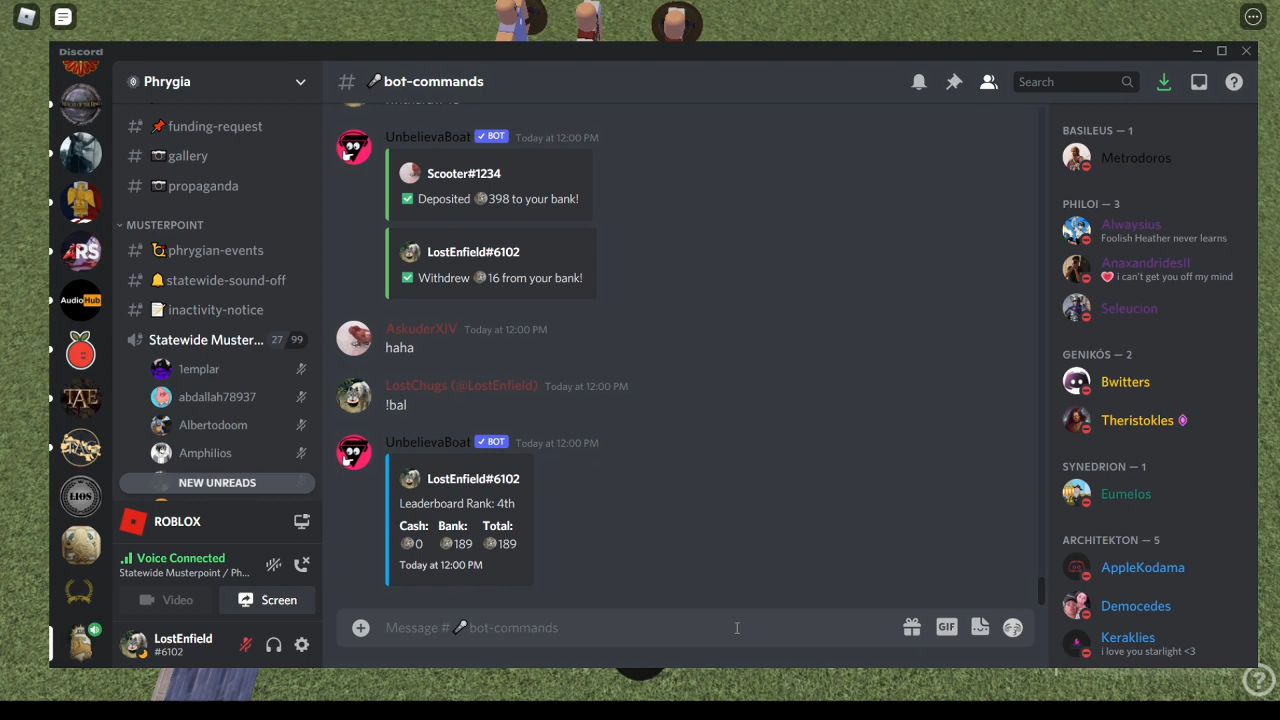 Discord
Phrygia
bot-commands
Search
funding-request
gallery
propaganda
MUSTERPOINT
phrygian-events
statewide-sound-off
inactivity-notice
Statewide Muster... 27 99
1emplar
abdallah78937
Albertodoom
Amphilios
NEW UNREADS
ROBLOX
Voice Connected
Statewide Musterpoint / Ph...
Video
Screen
LostEnfield
#6102
AudioHub
TAE
LIOS
UnbelievaBoat ✓ BOT Today at 12:00 PM
Scooter#1234
Deposited 398 to your bank!
LostEnfield#6102
Withdrew 16 from your bank!
AskuderXIV Today at 12:00 PM
haha
LostChugs (@LostEnfield) Today at 12:00 PM
!bal
UnbelievaBoat ✓ BOT Today at 12:00 PM
LostEnfield#6102
Leaderboard Rank: 4th
Cash: Bank: Total:
0 189 189
Today at 12:00 PM
Message # bot-commands
GIF
BASILEUS — 1
Metrodoros
PHILOI — 3
Alwaysius
Foolish Heather never learns
AnaxandridesII
i can't get you off my mind
Seleucion
GENIKÓS — 2
Bwitters
Theristokles
SYNEDRION — 1
Eumelos
ARCHITEKTON — 5
AppleKodama
Democedes
Keraklies
i love you starlight <3